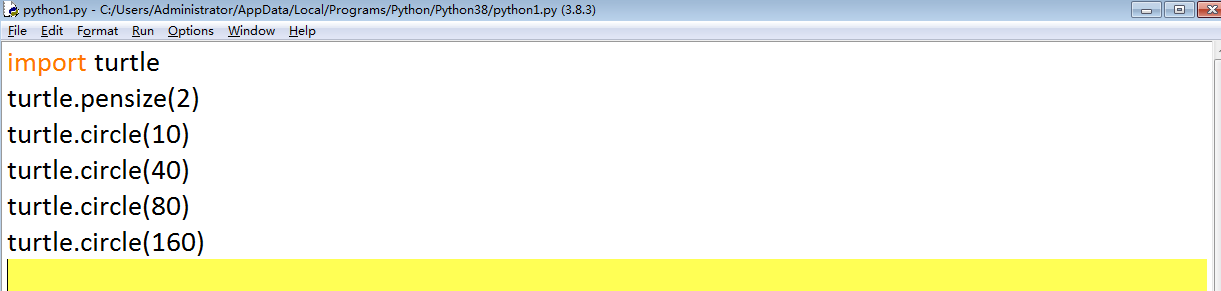 python1.py - C:/Users/Administrator/AppData/Local/Programs/Python/Python38/python1.py (3.8.3)
File Edit Format Run Options Window Help
import turtle
turtle.pensize(2)
turtle.circle(10)
turtle.circle(40)
turtle.circle(80)
turtle.circle(160)